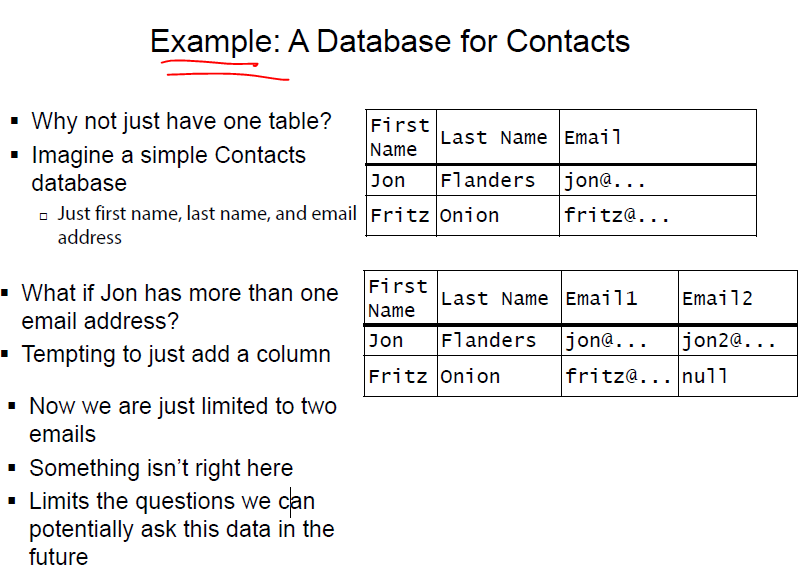 Example: A Database for Contacts
▪ Why not just have one table?
▪ Imagine a simple Contacts
database
▫ Just first name, last name, and email
address
First
Name Last Name Email
Jon Flanders jon@...
Fritz Onion fritz@...
▪ What if Jon has more than one
email address?
▪ Tempting to just add a column
▪ Now we are just limited to two
emails
▪ Something isn’t right here
▪ Limits the questions we can
potentially ask this data in the
future
First
Name Last Name Email1 Email2
Jon Flanders jon@... jon2@...
Fritz Onion fritz@... null